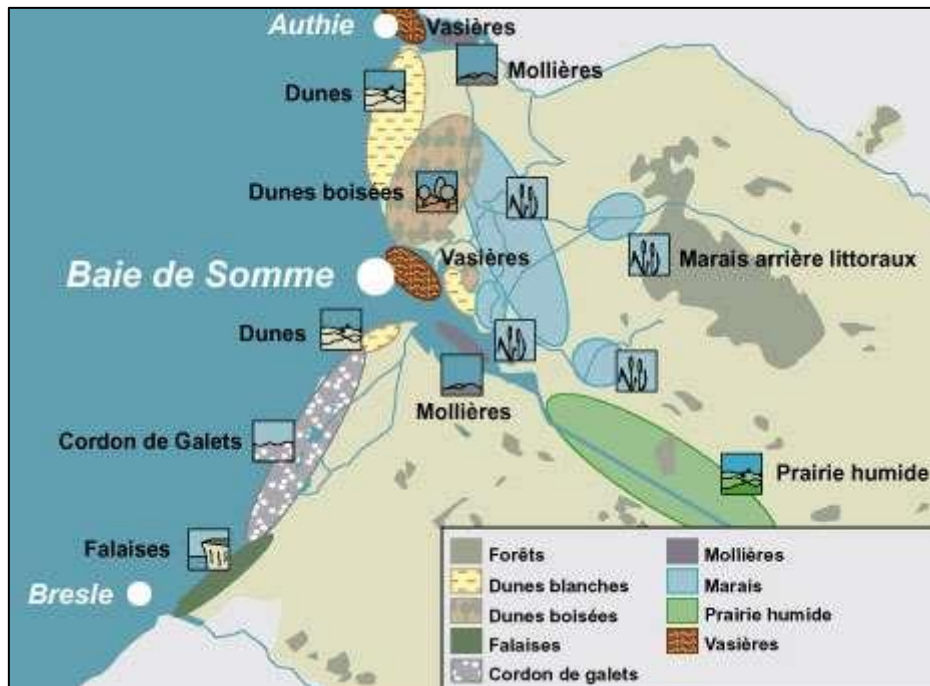 Authie
Vasières
Mollières
Dunes
Dunes boisées
Marais arrière littoraux
Vasières
Baie de Somme
Dunes
Mollières
Cordon de Galets
Prairie humide
Falaises
Bresle
Forêts
Dunes blanches
Dunes boisées
Falaises
Cordon de galets
Mollières
Marais
Prairie humide
Vasières